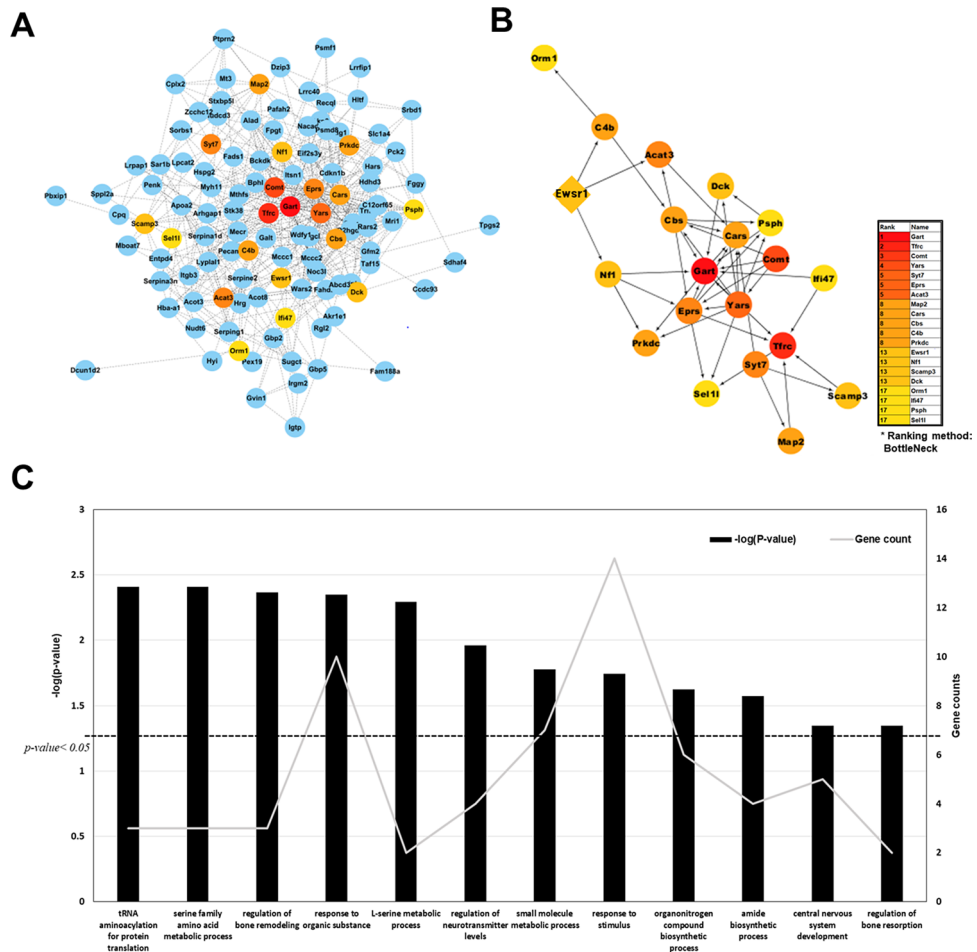 A
Ptprn2
Psmf1
Dzip3
Lrrfip1
Cplx2
Mt3
Map2
Lrrc40
Stxbp5l
Recql
Hltf
Zcchc12
Pafah2
Srbd1
Sorbs1
Alad
Fpgt
Nacad
Psmd8
Slc1a4
Syt7
Nf1
Prkdc
Pck2
Lrpap1
Lpcat2
Fads1
Bckdk
Eif2s3y
Sar1b
Hspg2
Itsn1
Cdkn1b
Hars
Penk
Myh11
Bphl
Comt
Eprs
Cars
Hdhd3
Fggy
Pbxip1
Sppl2a
Mthfs
Apoa2
Stk38
Tfrc
Gart
Yars
C12orf65
Psph
Cpq
Scamp3
Arhgap1
Mri1
Rars2
Tpgs2
Mboat7
Sel1l
Serpina1d
Mecr
Galt
Wdfy1
Cbs
Gfm2
Entpd4
Lyplal1
Pecam
C4b
Mccc1
Mccc2
Taf15
Noc3l
Sdhaf4
Serpina3n
Itgb3
Serpine2
Ewsr1
Abcd3
Wars2
Fahd
Dck
Ccdc93
Hba-a1
Acot3
Acat3
Acot8
Hrg
Ifi47
Akr1e1
Nudt6
Serping1
Rgl2
Gbp2
Orm1
Dcun1d2
Hyi
Pex19
Sugct
Gbp5
Fam188a
Irgm2
Gvin1
Igtp
B
Orm1
C4b
Acat3
Dck
Ewsr1
Cbs
Psph
Cars
Nf1
Gart
Comt
Ifi47
Eprs
Yars
Prkdc
Tfrc
Syt7
Sel1l
Scamp3
Map2
Rank Name
1 Gart
2 Tfrc
3 Comt
4 Yars
5 Syt7
5 Eprs
5 Acat3
8 Map2
8 Cars
8 Cbs
8 C4b
8 Prkdc
13 Ewsr1
13 Nf1
13 Scamp3
13 Dck
17 Orm1
17 Ifi47
17 Psph
17 Sel1l
* Ranking method:
BottleNeck
C
-log(P-value)
Gene count
3
2.5
2
1.5
1
0.5
0
-log(p-value)
p-value< 0.05
16
14
12
10
8
6
4
2
0
Gene counts
tRNA
aminoacylation
for protein
translation
serine family
amino acid
metabolic process
regulation of
bone remodeling
response to
organic substance
L-serine metabolic
process
regulation of
neurotransmitter
levels
small molecule
metabolic process
response to
stimulus
organonitrogen
compound
biosynthetic
process
amide
biosynthetic
process
central nervous
system
development
regulation of
bone resorption